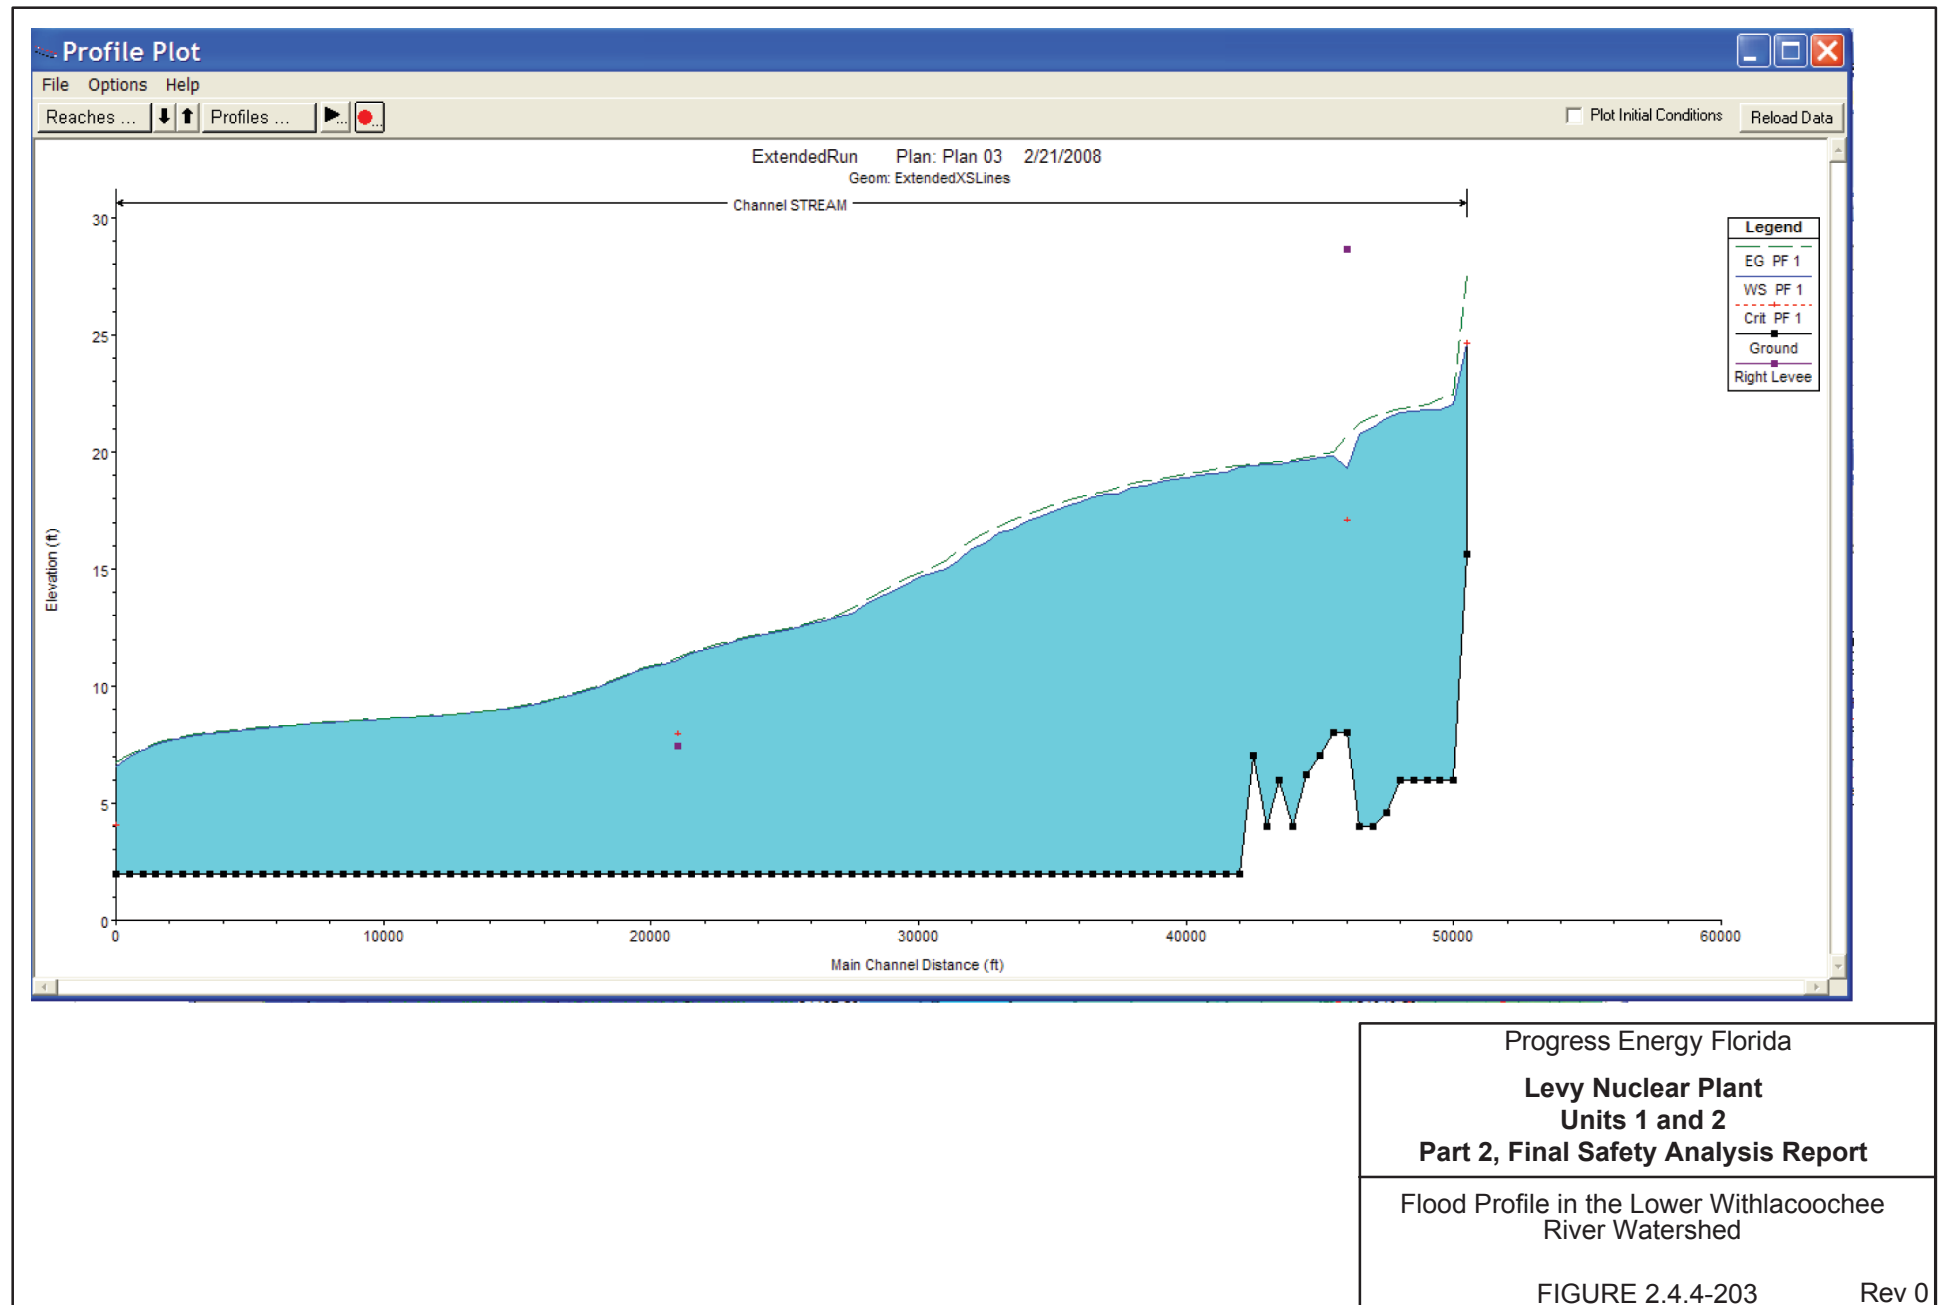 Profile Plot
File Options Help
Reaches ... Profiles ... Plot Initial Conditions Reload Data
ExtendedRun Plan: Plan 03 2/21/2008
Geom: ExtendedXSLines
Channel STREAM
30
25
20
15
10
5
0
Elevation (ft)
0 10000 20000 30000 40000 50000 60000
Main Channel Distance (ft)
Legend
EG PF 1
WS PF 1
Crit PF 1
Ground
Right Levee
Progress Energy Florida
Levy Nuclear Plant
Units 1 and 2
Part 2, Final Safety Analysis Report
Flood Profile in the Lower Withlacoochee
River Watershed
FIGURE 2.4.4-203 Rev 0